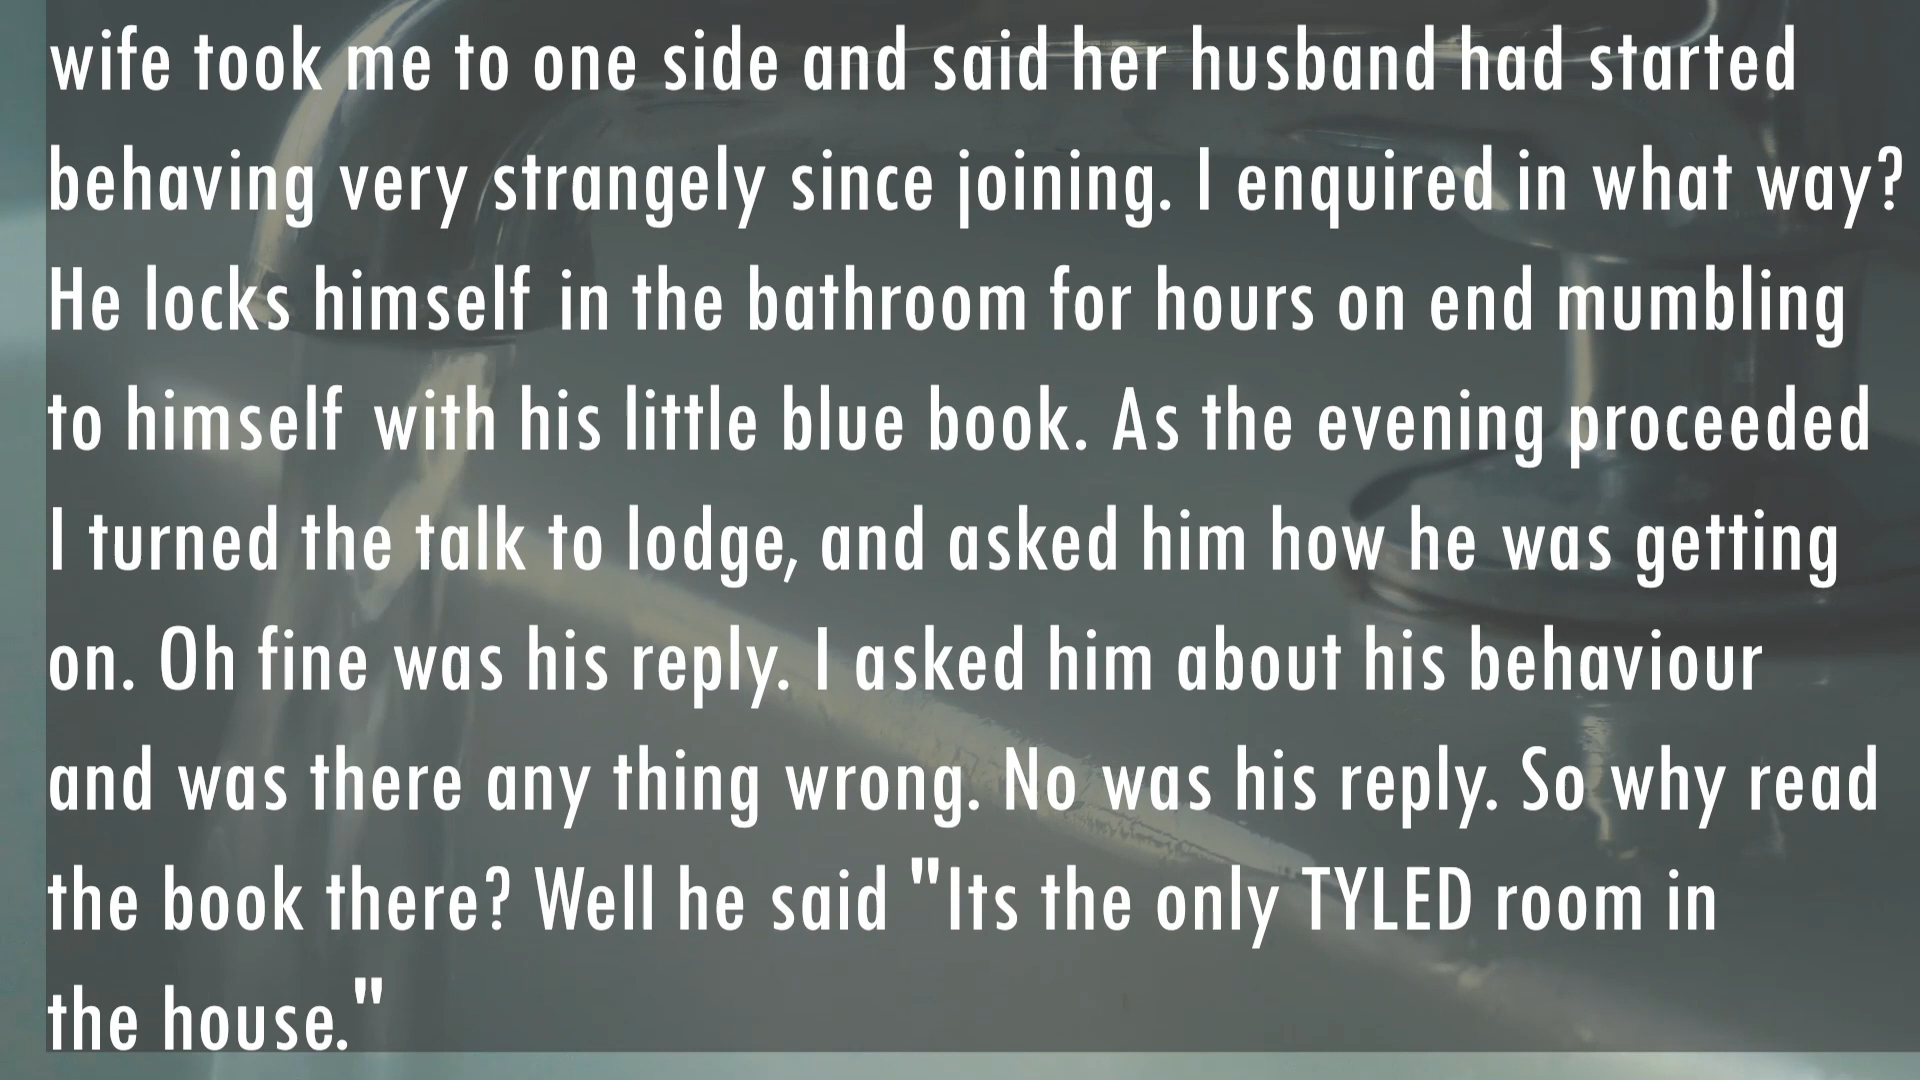 wife took me to one side and said her husband had started
behaving very strangely since joining. I enquired in what way?
He locks himself in the bathroom for hours on end mumbling
to himself with his little blue book. As the evening proceeded
I turned the talk to lodge, and asked him how he was getting
on. Oh fine was his reply. I asked him about his behaviour
and was there any thing wrong. No was his reply. So why read
the book there? Well he said "Its the only TYLED room in
the house."